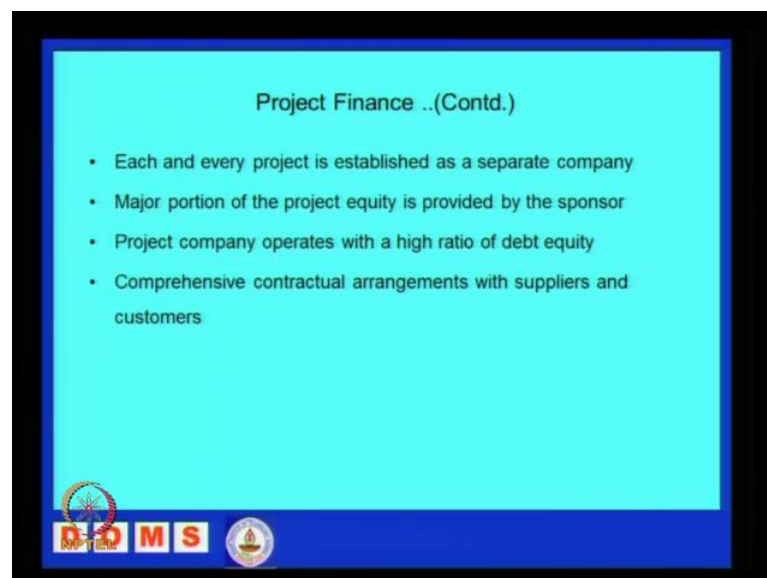 Project Finance ..(Contd.)
• Each and every project is established as a separate company
• Major portion of the project equity is provided by the sponsor
• Project company operates with a high ratio of debt equity
• Comprehensive contractual arrangements with suppliers and
customers
D O M S
NPTEL